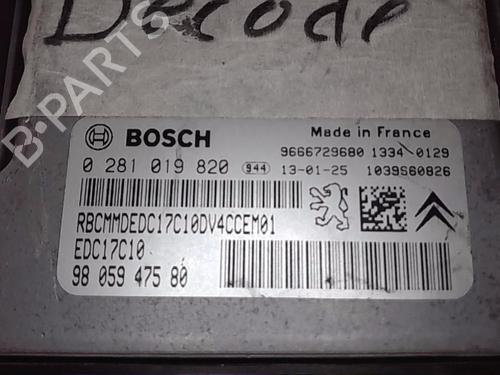 Decode
B-PARTS
BOSCH
Made in France
9666729680 1334 0129
0 281 019 820 944 13-01-25 1039S60826
RBCMMDEDC17C10DV4CCEM01
EDC17C10
98 059 475 80